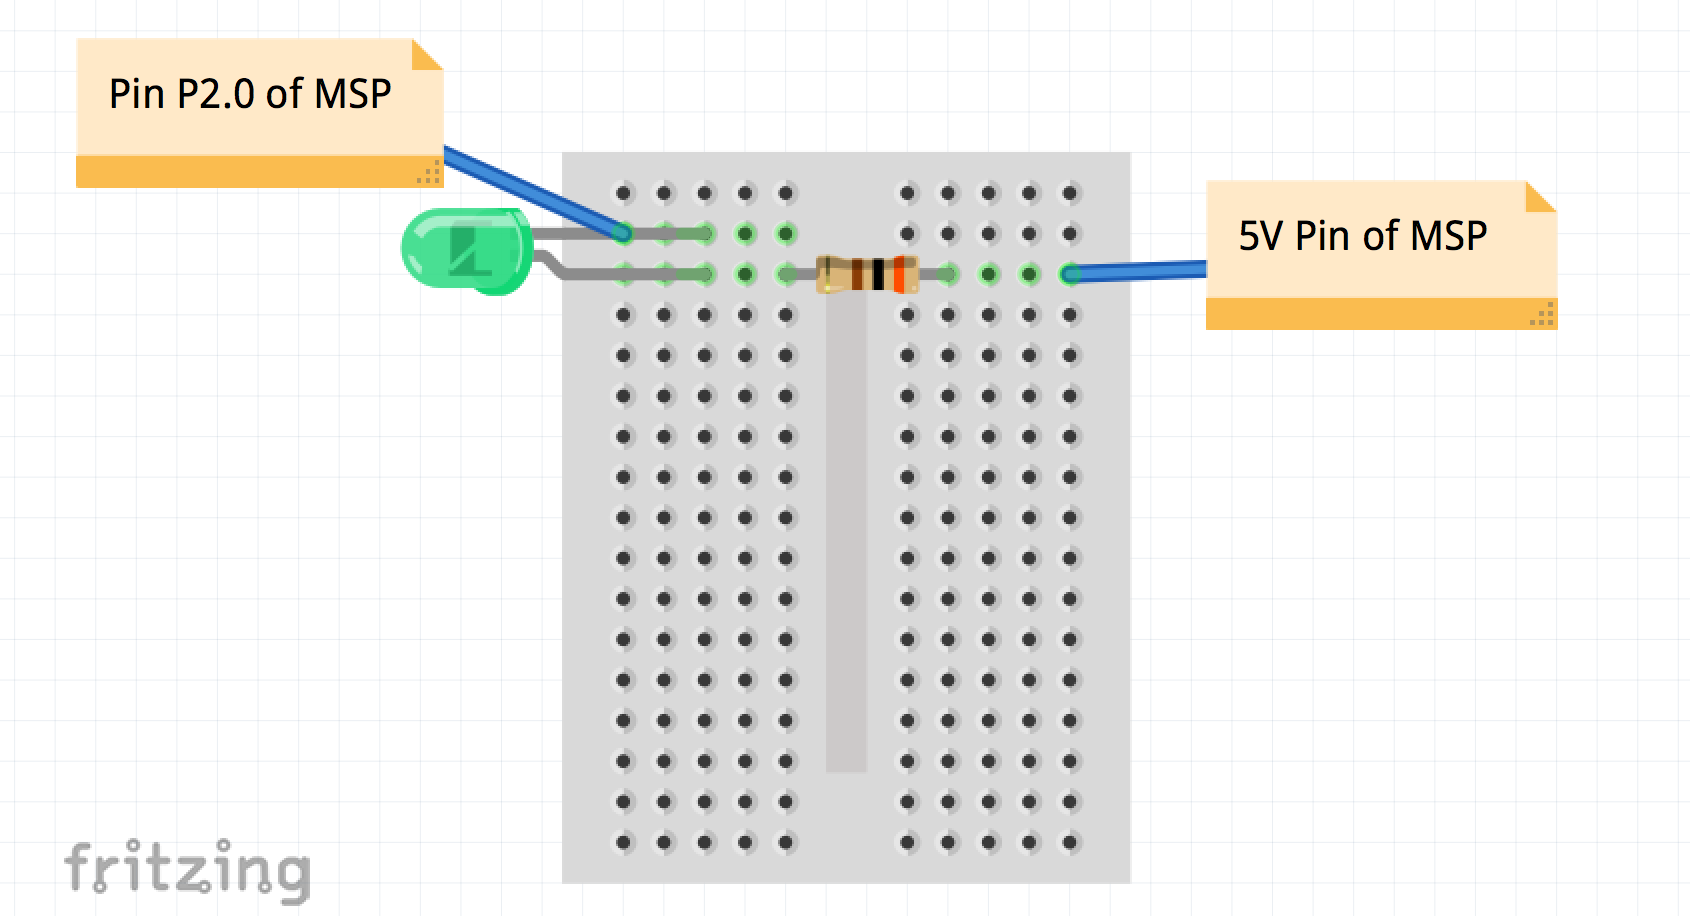 Pin P2.0 of MSP
5V Pin of MSP
fritzing